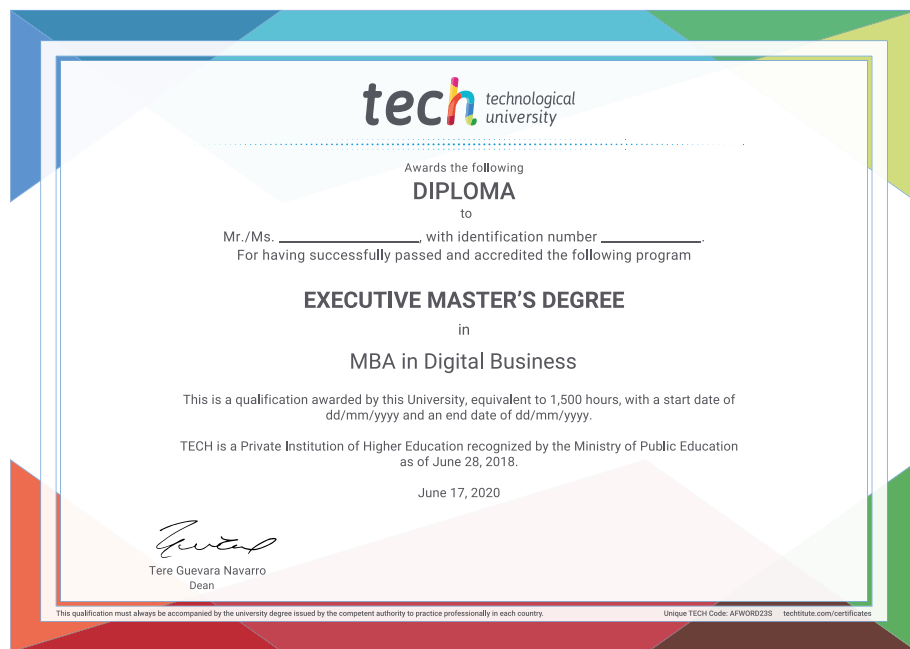 tech technological
university
Awards the following
DIPLOMA
to
Mr./Ms. ____________, with identification number ____________.
For having successfully passed and accredited the following program
EXECUTIVE MASTER'S DEGREE
in
MBA in Digital Business
This is a qualification awarded by this University, equivalent to 1,500 hours, with a start date of
dd/mm/yyyy and an end date of dd/mm/yyyy.
TECH is a Private Institution of Higher Education recognized by the Ministry of Public Education
as of June 28, 2018.
June 17, 2020
Tere Guevara Navarro
Dean
This qualification must always be accompanied by the university degree issued by the competent authority to practice professionally in each country. Unique TECH Code: AFWORD23S techtitute.com/certificates